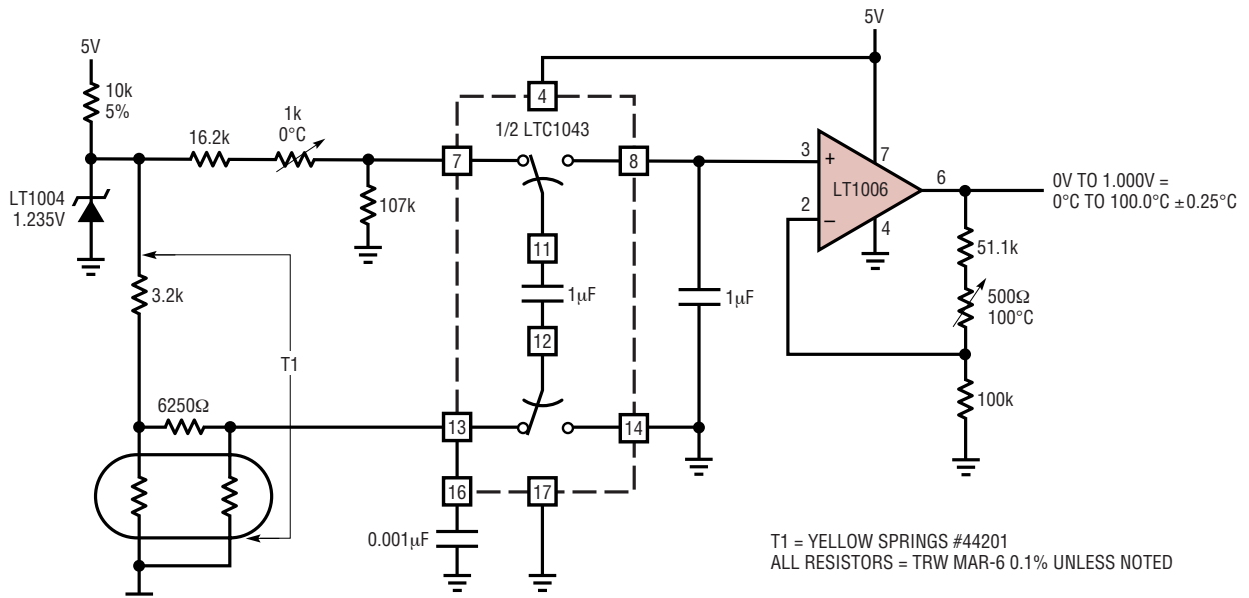 5V
5V
10k
5%
4
1k
0°C
16.2k
1/2 LTC1043
7
8
3
+
7
LT1004
1.235V
107k
LT1006
6
0V TO 1.000V =
0°C TO 100.0°C ±0.25°C
2
–
4
11
51.1k
3.2k
1µF
1µF
500Ω
100°C
12
T1
6250Ω
100k
13
14
16
17
0.001µF
T1 = YELLOW SPRINGS #44201
ALL RESISTORS = TRW MAR-6 0.1% UNLESS NOTED